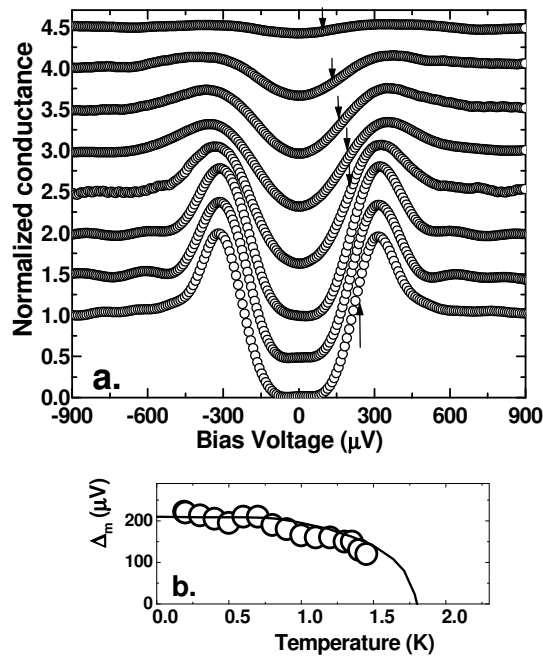 Normalized conductance
4.5
4.0
3.5
3.0
2.5
2.0
1.5
1.0
0.5
0.0
a.
-900 -600 -300 0 300 600 900
Bias Voltage (μV)
Δm (μV)
200
100
0
b.
0.0 0.5 1.0 1.5 2.0
Temperature (K)